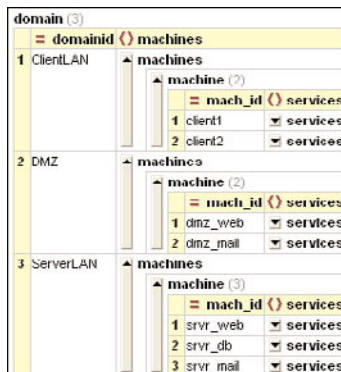 domain (3)
= domainid {} machines
1 ClientLAN machines
machine (2)
= mach_id {} services
1 client1 services
2 client2 services
2 DMZ machines
machine (2)
= mach_id {} services
1 dmz_web services
2 dmz_mail services
3 ServerLAN machines
machine (3)
= mach_id {} services
1 srvr_web services
2 srvr_db services
3 srvr_mail services